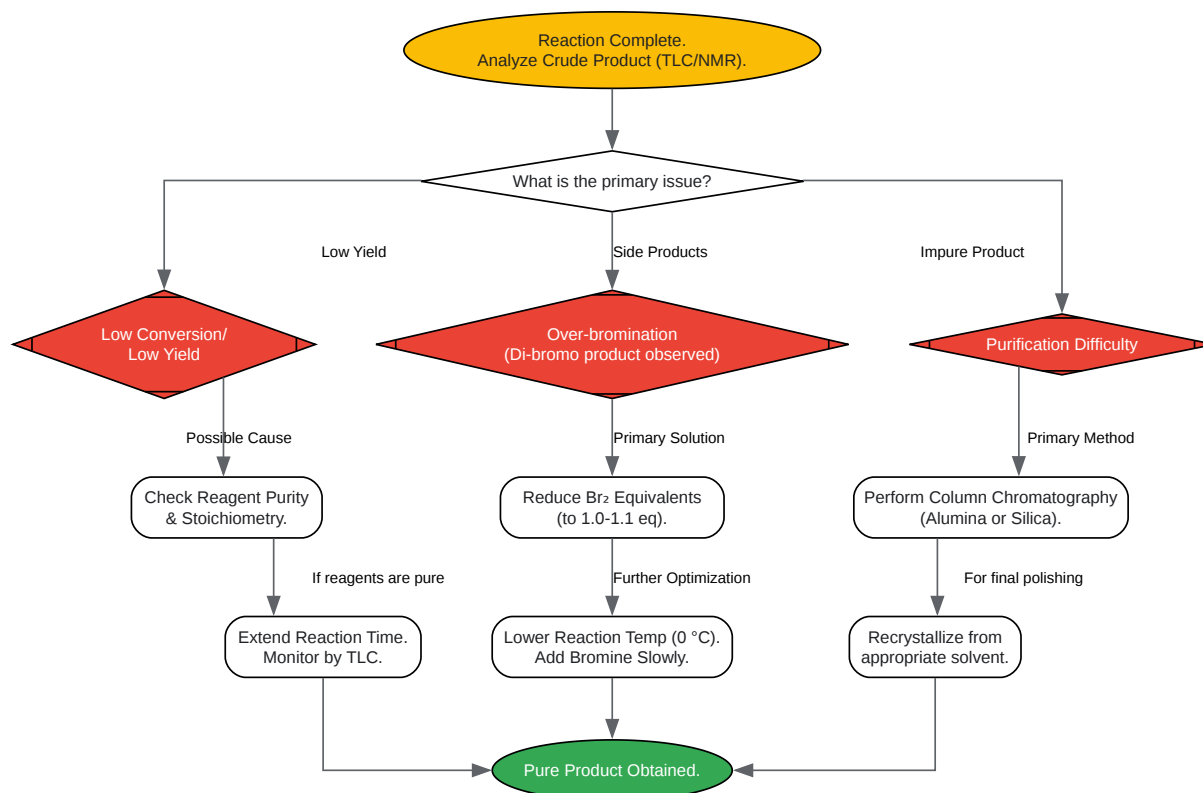 Reaction Complete.
Analyze Crude Product (TLC/NMR).
What is the primary issue?
Low Yield
Side Products
Impure Product
Low Conversion/
Low Yield
Over-bromination
(Di-bromo product observed)
Purification Difficulty
Possible Cause
Primary Solution
Primary Method
Check Reagent Purity
& Stoichiometry.
Reduce Br₂ Equivalents
(to 1.0-1.1 eq).
Perform Column Chromatography
(Alumina or Silica).
If reagents are pure
Further Optimization
For final polishing
Extend Reaction Time.
Monitor by TLC.
Lower Reaction Temp (0 °C).
Add Bromine Slowly.
Recrystallize from
appropriate solvent.
Pure Product Obtained.